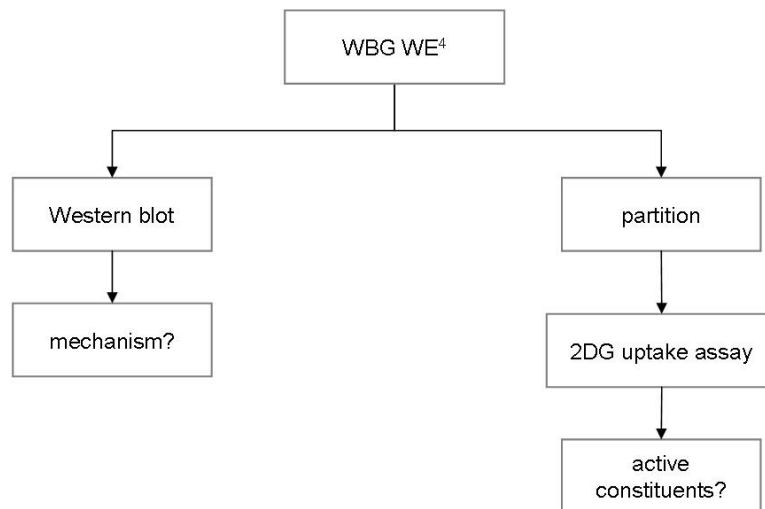 WBG WE⁴
Western blot
partition
mechanism?
2DG uptake assay
active
constituents?